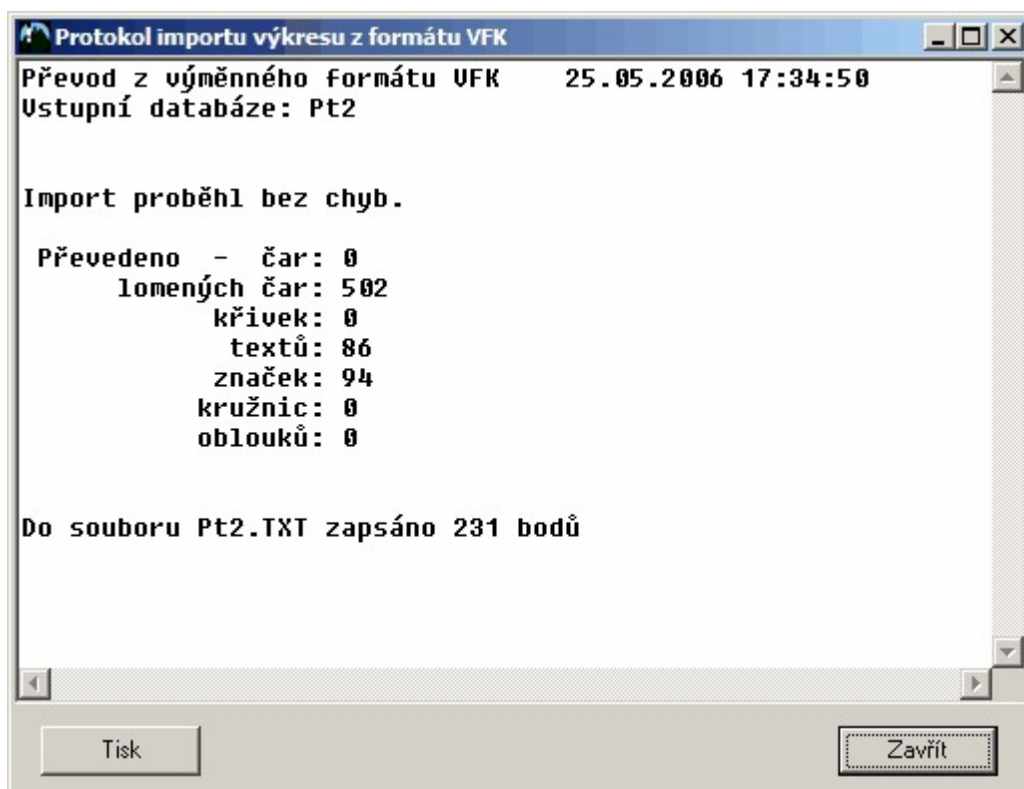 Protokol importu výkresu z formátu VFK
Převod z výměnného formátu VFK    25.05.2006 17:34:50
Vstupní databáze: Pt2
Import proběhl bez chyb.
Převedeno  -  čar: 0
lomených čar: 502
křivek: 0
textů: 86
značek: 94
kružnic: 0
oblouků: 0
Do souboru Pt2.TXT zapsáno 231 bodů
Tisk
Zavřít